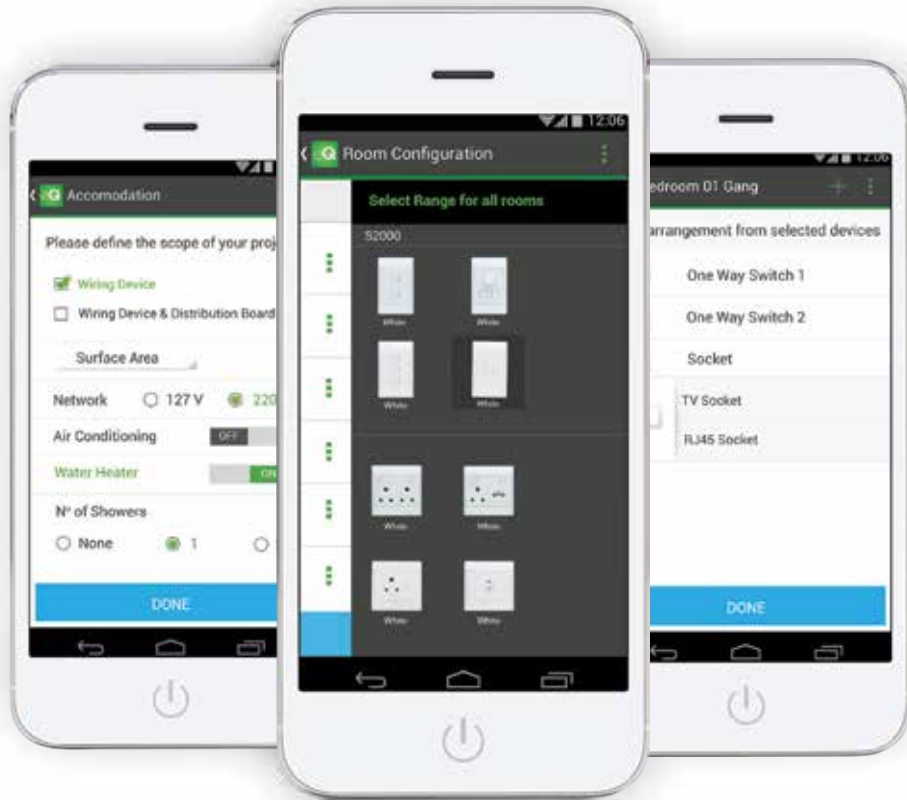 Accomodation
Please define the scope of your proj
Wiring Device
Wiring Device & Distribution Board
Surface Area
Network 127 V 220
Air Conditioning OFF
Water Heater ON
Nº of Showers
None 1
DONE
12:06
Q Room Configuration
Select Range for all rooms
S2000
White White
White White
White White
White White
12:06
edroom 01 Gang
arrangement from selected devices
One Way Switch 1
One Way Switch 2
Socket
TV Socket
RJ45 Socket
DONE